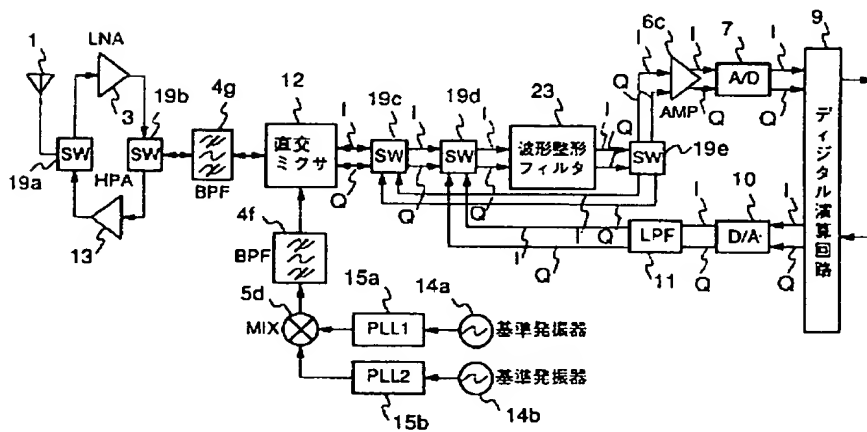 1
LNA
3
19b
4g
12
19c
19d
23
6c
7
9
I
I
I
I
I
I
I
A/D
Q
Q
Q
AMP
SW
SW
BPF
直交
ミクサ
SW
SW
波形整形
フィルタ
SW
19e
19a
HPA
13
Q
Q
Q
Q
4f
BPF
Q
Q
Q
I
I
Q
LPF
11
I
Q
D/A
10
I
Q
ディジタル演算回路
5d
MIX
15a
PLL1
14a
基準発振器
PLL2
15b
基準発振器
14b